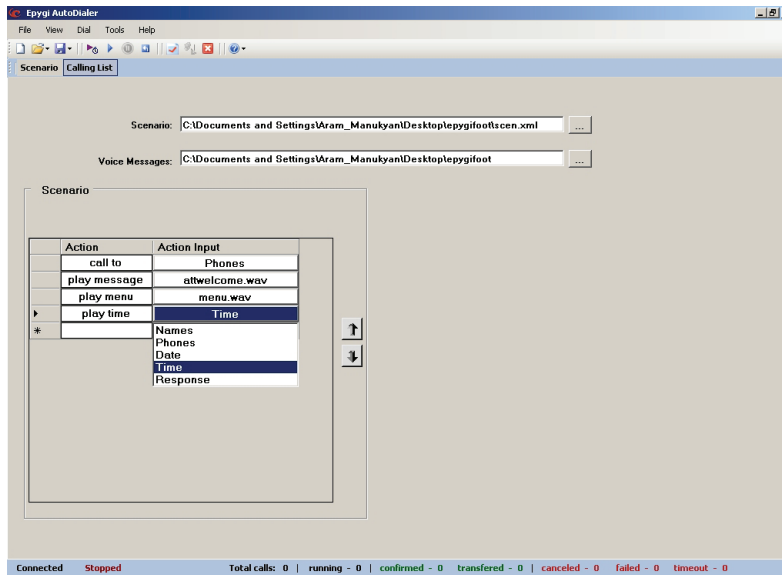 Epygi AutoDialer
File View Dial Tools Help
Scenario Calling List
Scenario: C:\Documents and Settings\Aram_Manukyan\Desktop\epygifoot\scen.xml ...
Voice Messages: C:\Documents and Settings\Aram_Manukyan\Desktop\epygifoot ...
Scenario
Action Action Input
call to Phones
play message attwelcome.wav
play menu menu.wav
play time Time
Names
Phones
Date
Time
Response
Connected Stopped Total calls: 0 | running - 0 | confirmed - 0 transfered - 0 | canceled - 0 failed - 0 timeout - 0